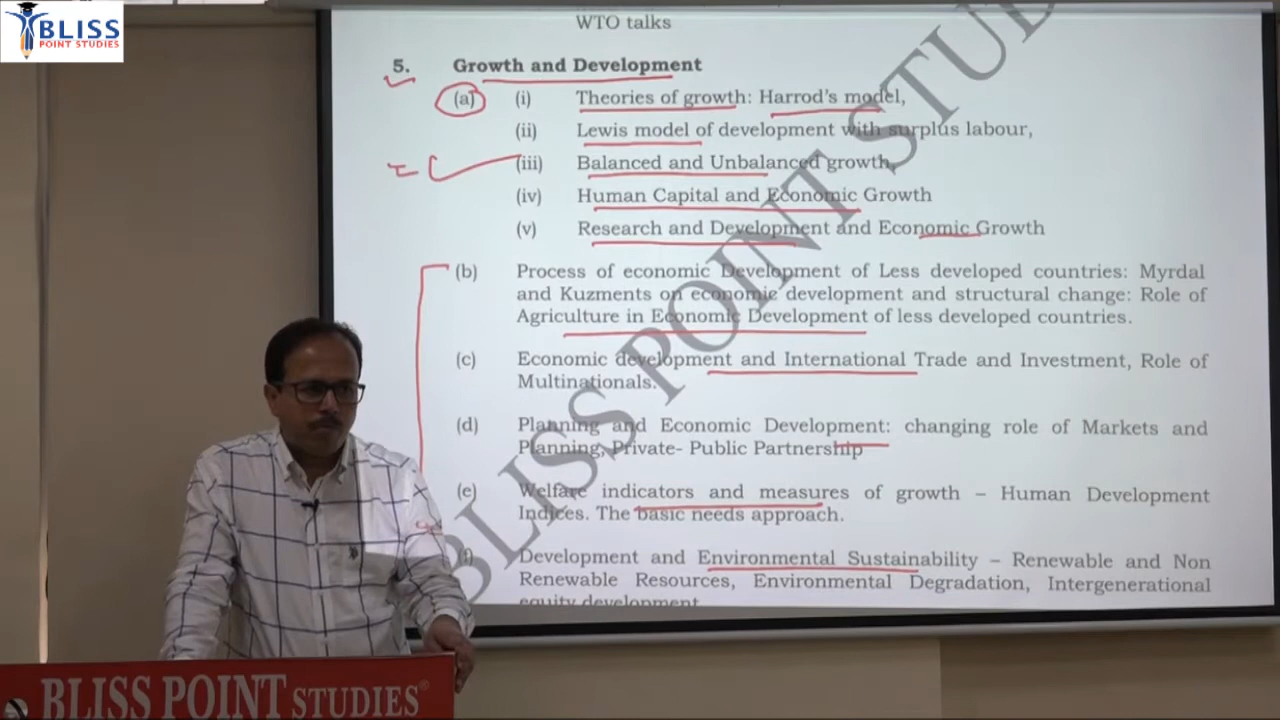 BLISS
POINT STUDIES
WTO talks
5. Growth and Development
(a) (i) Theories of growth: Harrod's model,
(ii) Lewis model of development with surplus labour,
(iii) Balanced and Unbalanced growth,
(iv) Human Capital and Economic Growth
(v) Research and Development and Economic Growth
(b) Process of economic Development of Less developed countries: Myrdal
and Kuzments on economic development and structural change: Role of
Agriculture in Economic Development of less developed countries.
(c) Economic development and International Trade and Investment, Role of
Multinationals.
(d) Planning and Economic Development: changing role of Markets and
Planning, Private- Public Partnership
(e) Welfare indicators and measures of growth – Human Development
Indices. The basic needs approach.
(f) Development and Environmental Sustainability – Renewable and Non
Renewable Resources, Environmental Degradation, Intergenerational
equity development
BLISS POINT STUD
BLISS POINT STUDIES®